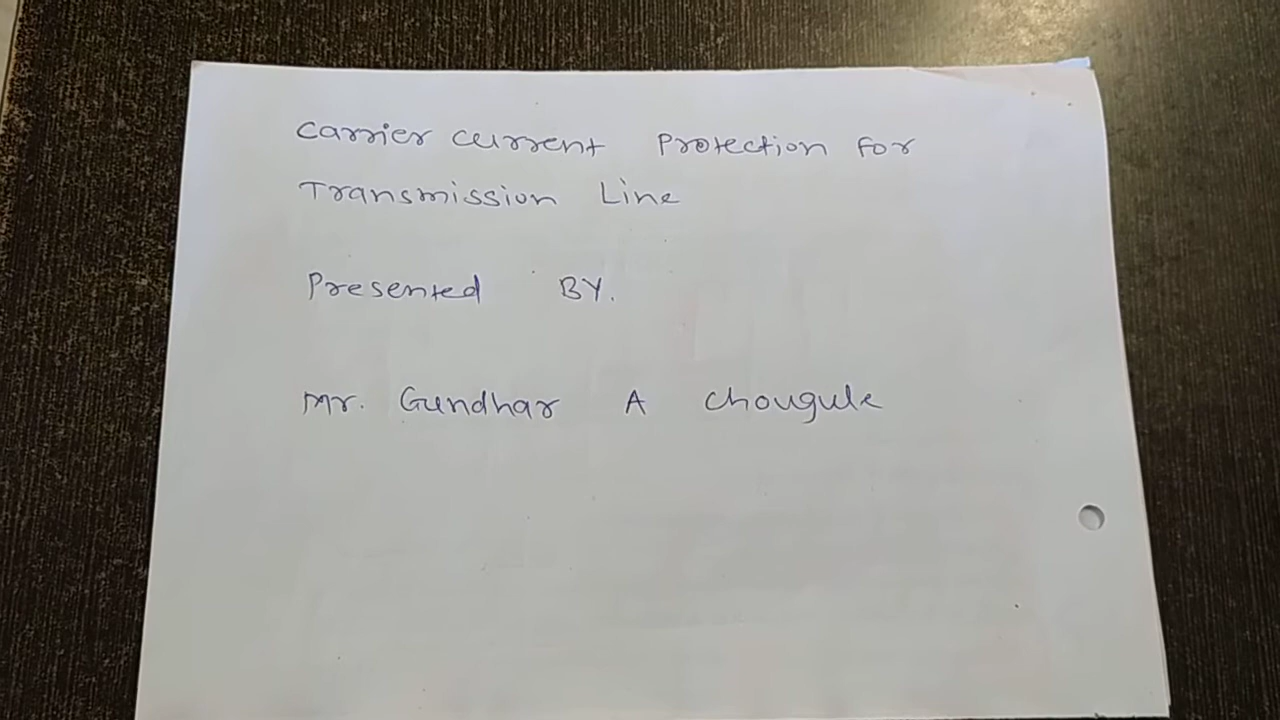 Carrier current Protection For
Transmission Line
Presented BY.
Mr. Gundhar A Chougule